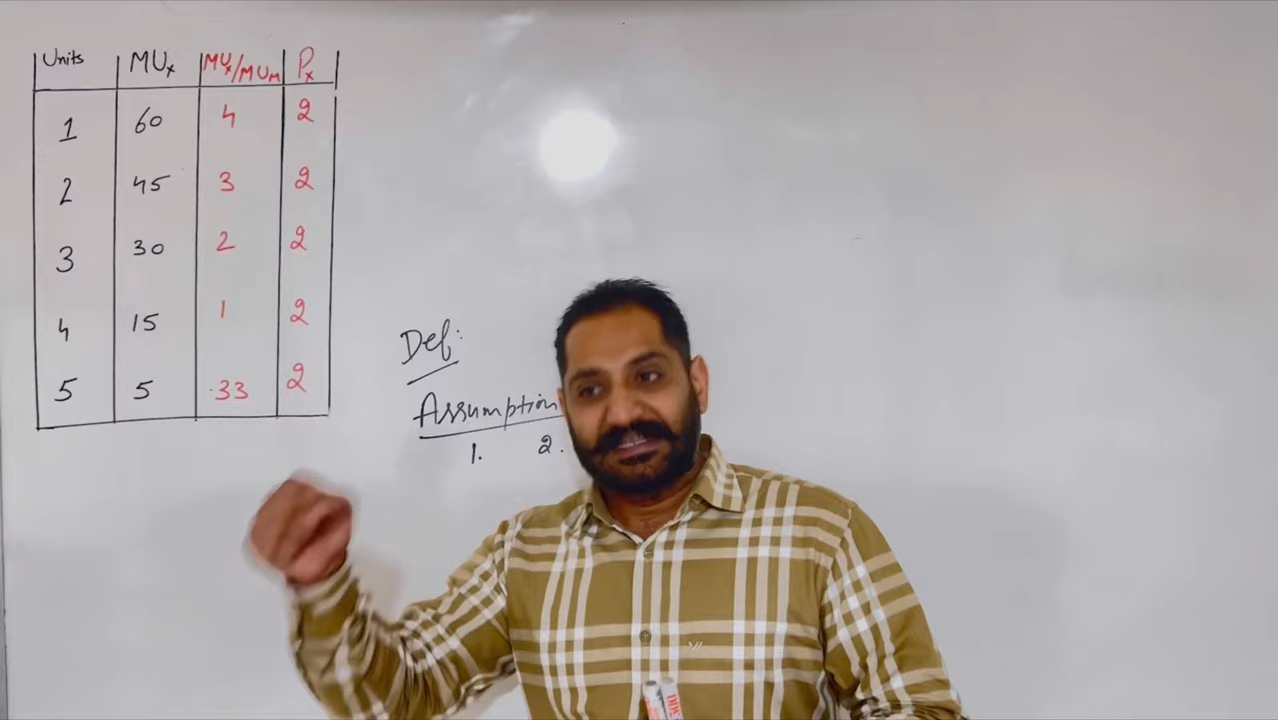 Units MUx MUx/MUM Px
1 60 4 2
2 45 3 2
3 30 2 2
4 15 1 2
5 5 .33 2
Def:
Assumption
1. 2.